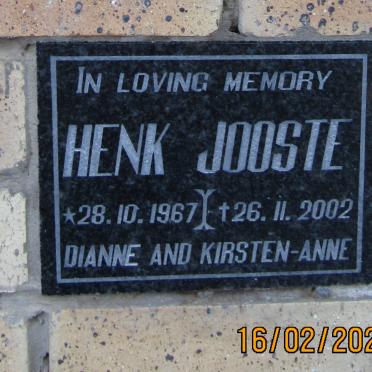 IN LOVING MEMORY
HENK JOOSTE
*28.10.1967 †26.11.2002
DIANNE AND KIRSTEN-ANNE
16/02/202